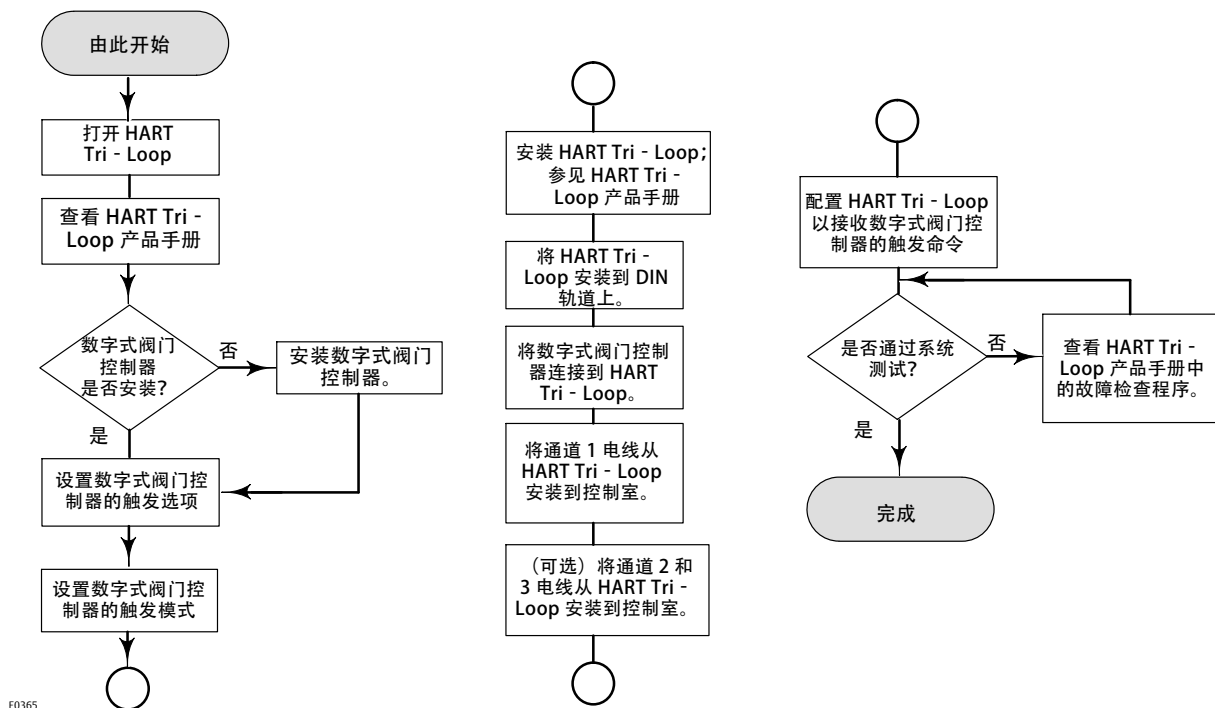 由此开始
打开 HART
Tri - Loop
查看 HART Tri -
Loop 产品手册
数字式阀门
控制器
是否安装？
否
安装数字式阀门
控制器。
是
设置数字式阀门控
制器的触发选项
设置数字式阀门控
制器的触发模式
安装 HART Tri - Loop；
参见 HART Tri -
Loop 产品手册
将 HART Tri -
Loop 安装到 DIN
轨道上。
将数字式阀门控制
器连接到 HART
Tri - Loop。
将通道 1 电线从
HART Tri - Loop
安装到控制室。
（可选）将通道 2 和
3 电线从 HART Tri -
Loop 安装到控制室。
配置 HART Tri - Loop
以接收数字式阀门控
制器的触发命令
是否通过系统
测试？
否
查看 HART Tri -
Loop 产品手册中
的故障检查程序。
是
完成
E0365